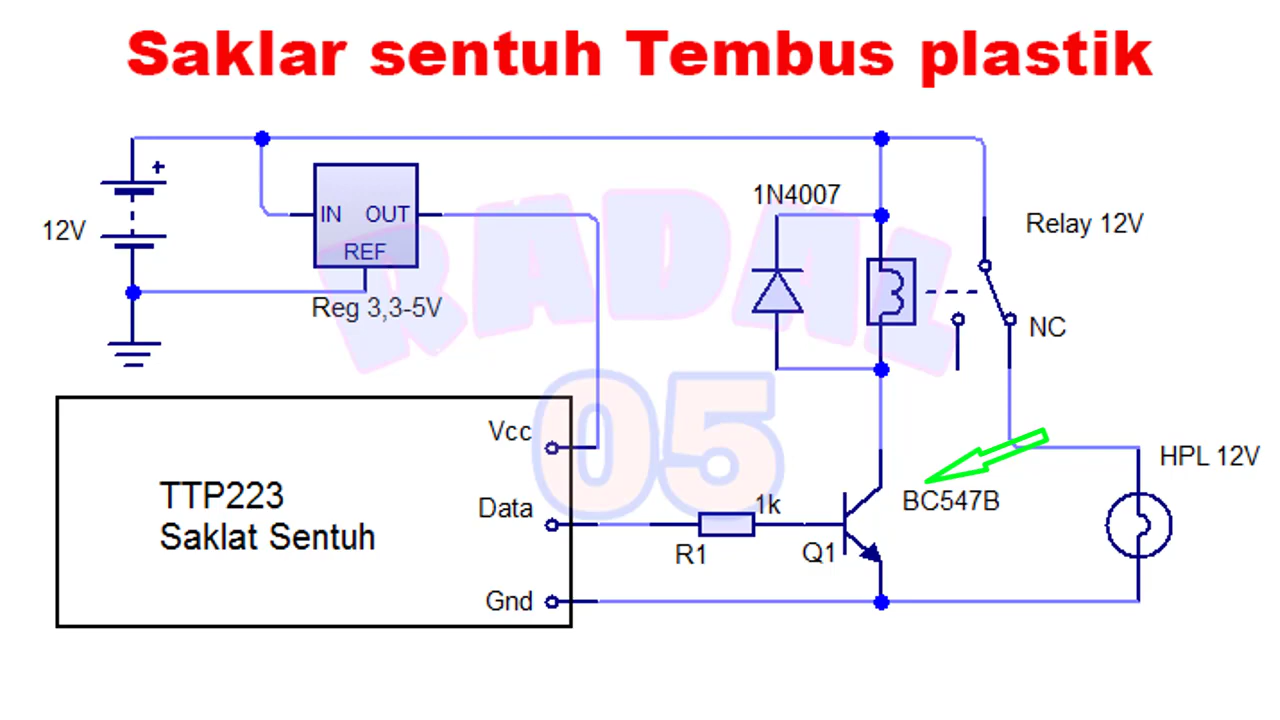 Saklar sentuh Tembus plastik
+
1N4007
IN OUT
12V
REF
Relay 12V
Reg 3,3-5V
NC
RADAL
05
Vcc
HPL 12V
TTP223
Saklat Sentuh
Data
1k
BC547B
R1
Q1
Gnd